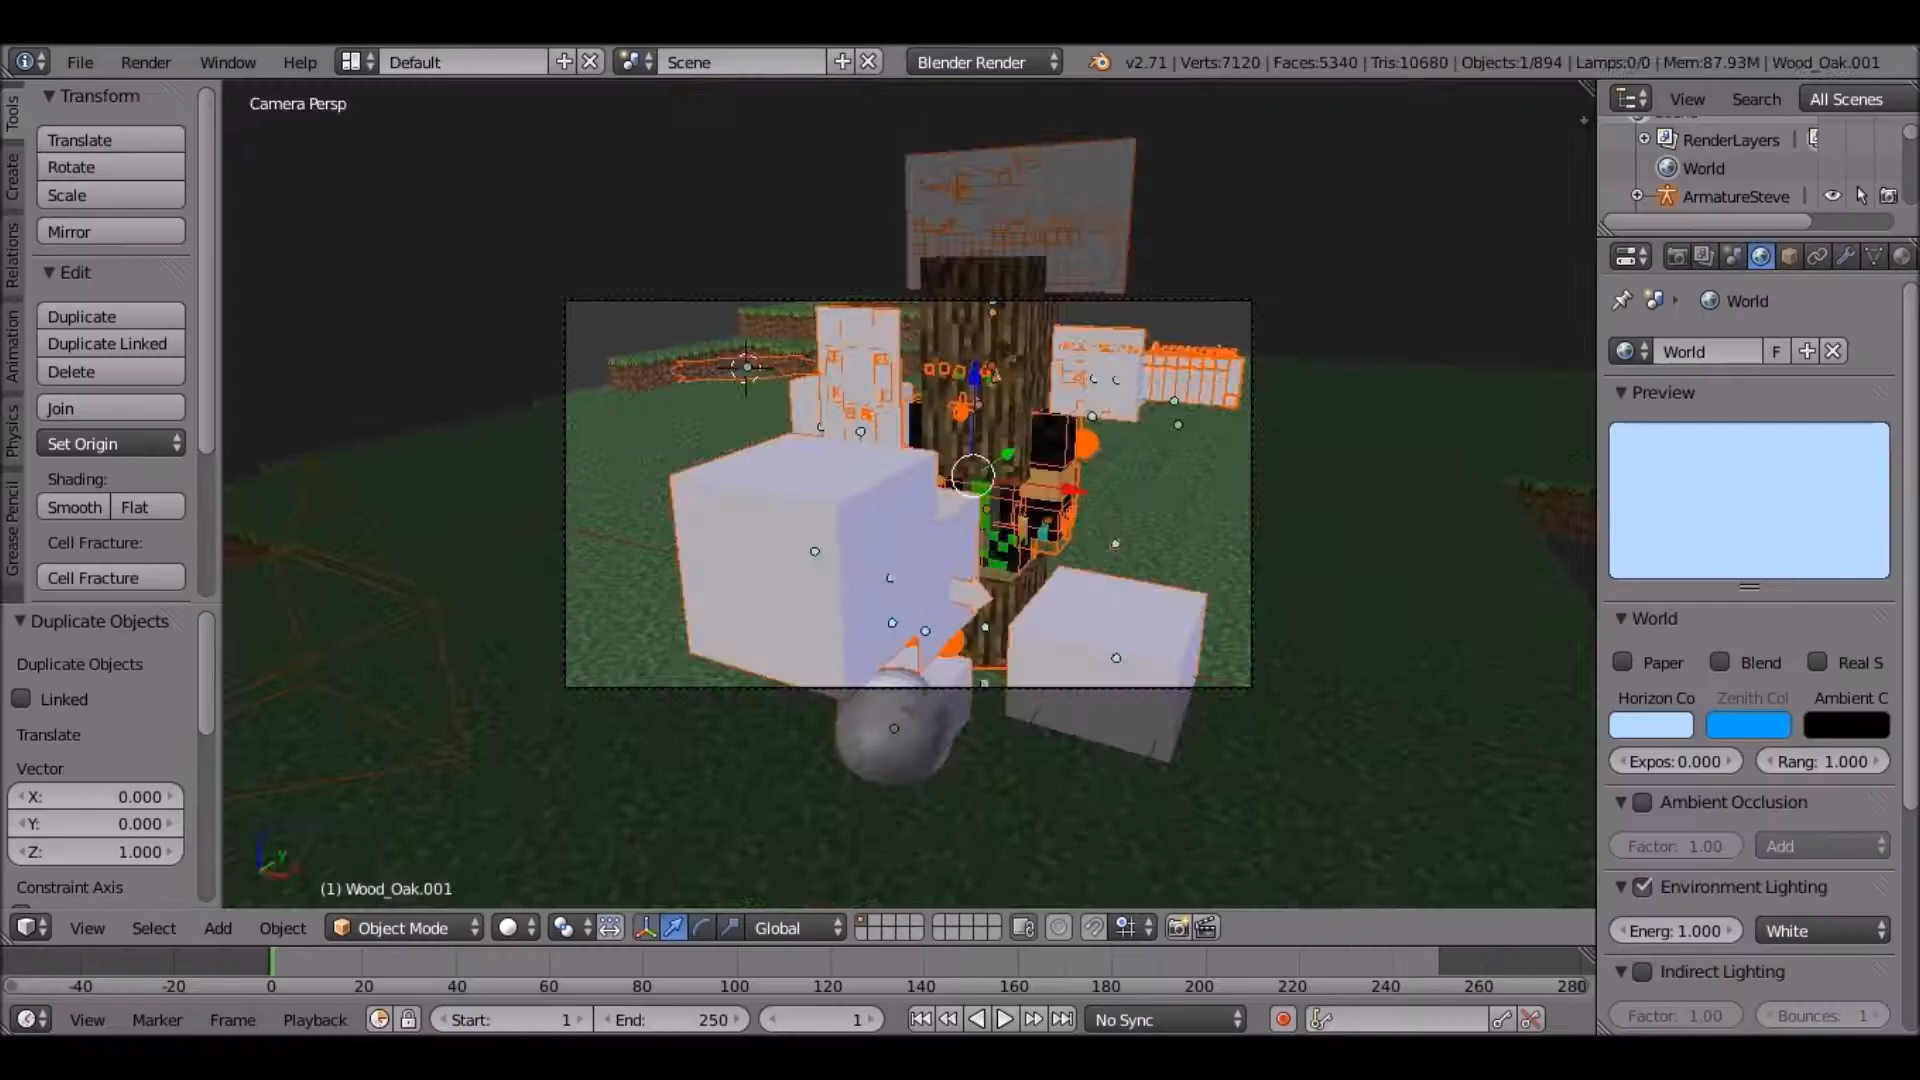 File Render Window Help Default Scene Blender Render v2.71 | Verts:7120 | Faces:5340 | Tris:10680 | Objects:1/894 | Lamps:0/0 | Mem:87.93M | Wood_Oak.001
Tools
Create
Relations
Animation
Physics
Grease Pencil
Transform
Translate
Rotate
Scale
Mirror
Edit
Duplicate
Duplicate Linked
Delete
Join
Set Origin
Shading:
Smooth Flat
Cell Fracture:
Cell Fracture
Duplicate Objects
Duplicate Objects
Linked
Translate
Vector
X: 0.000
Y: 0.000
Z: 1.000
Constraint Axis
Camera Persp
(1) Wood_Oak.001
View Search All Scenes
RenderLayers
World
ArmatureSteve
World
World F
Preview
World
Paper Blend Real S
Horizon Co Zenith Col Ambient C
Expos: 0.000 Rang: 1.000
Ambient Occlusion
Factor: 1.00 Add
Environment Lighting
Energ: 1.000 White
Indirect Lighting
Factor: 1.00 Bounces: 1
View Select Add Object Object Mode Global
-40 -20 0 20 40 60 80 100 120 140 160 180 200 220 240 260 280
View Marker Frame Playback Start: 1 End: 250 1 No Sync